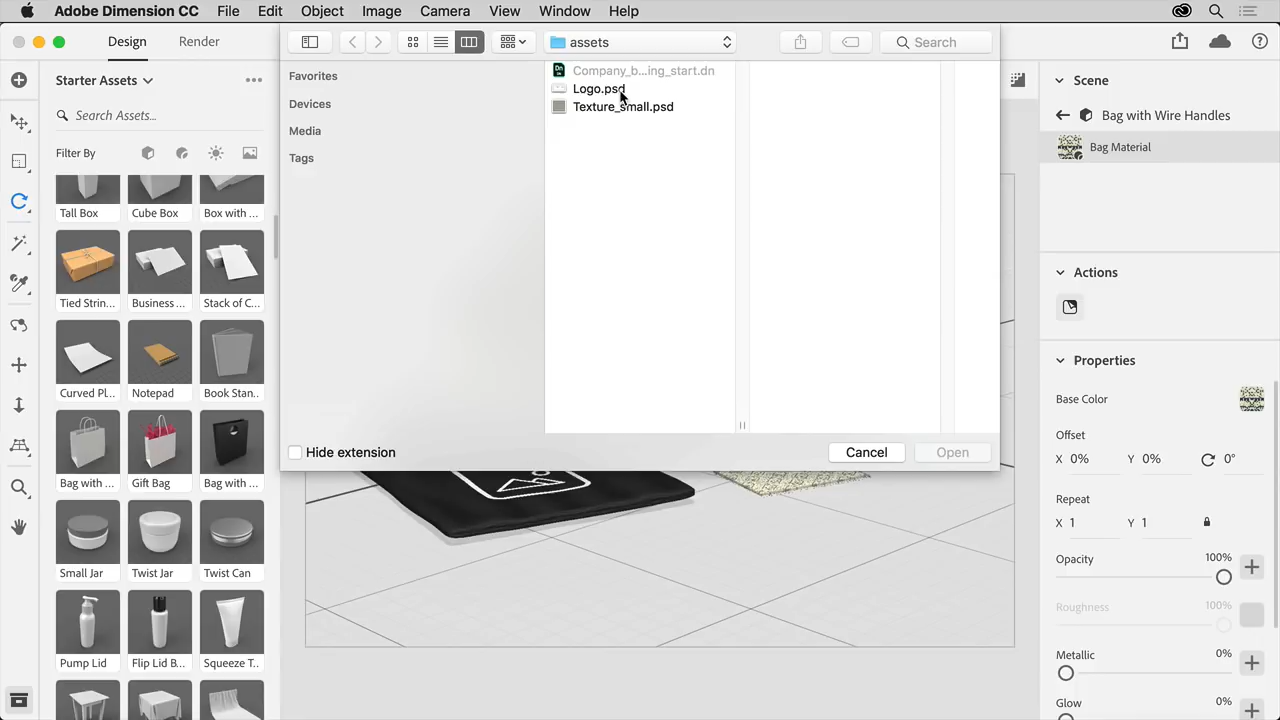 Adobe Dimension CC File Edit Object Image Camera View Window Help
Design Render
assets
Search
Starter Assets
Search Assets...
Filter By
Tall Box Cube Box Box with ...
Tied Strin... Business ... Stack of C...
Curved Pl... Notepad Book Stan..
Bag with ... Gift Bag Bag with ...
Small Jar Twist Jar Twist Can
Pump Lid Flip Lid B... Squeeze T..
Favorites
Devices
Media
Tags
Dn
Company_b...ing_start.dn
Logo.psd
Texture_small.psd
Hide extension
Cancel Open
Scene
Bag with Wire Handles
Bag Material
Actions
Properties
Base Color
Offset
X 0% Y 0% 0°
Repeat
X 1 Y 1
Opacity 100%
Roughness 100%
Metallic 0%
Glow 0%